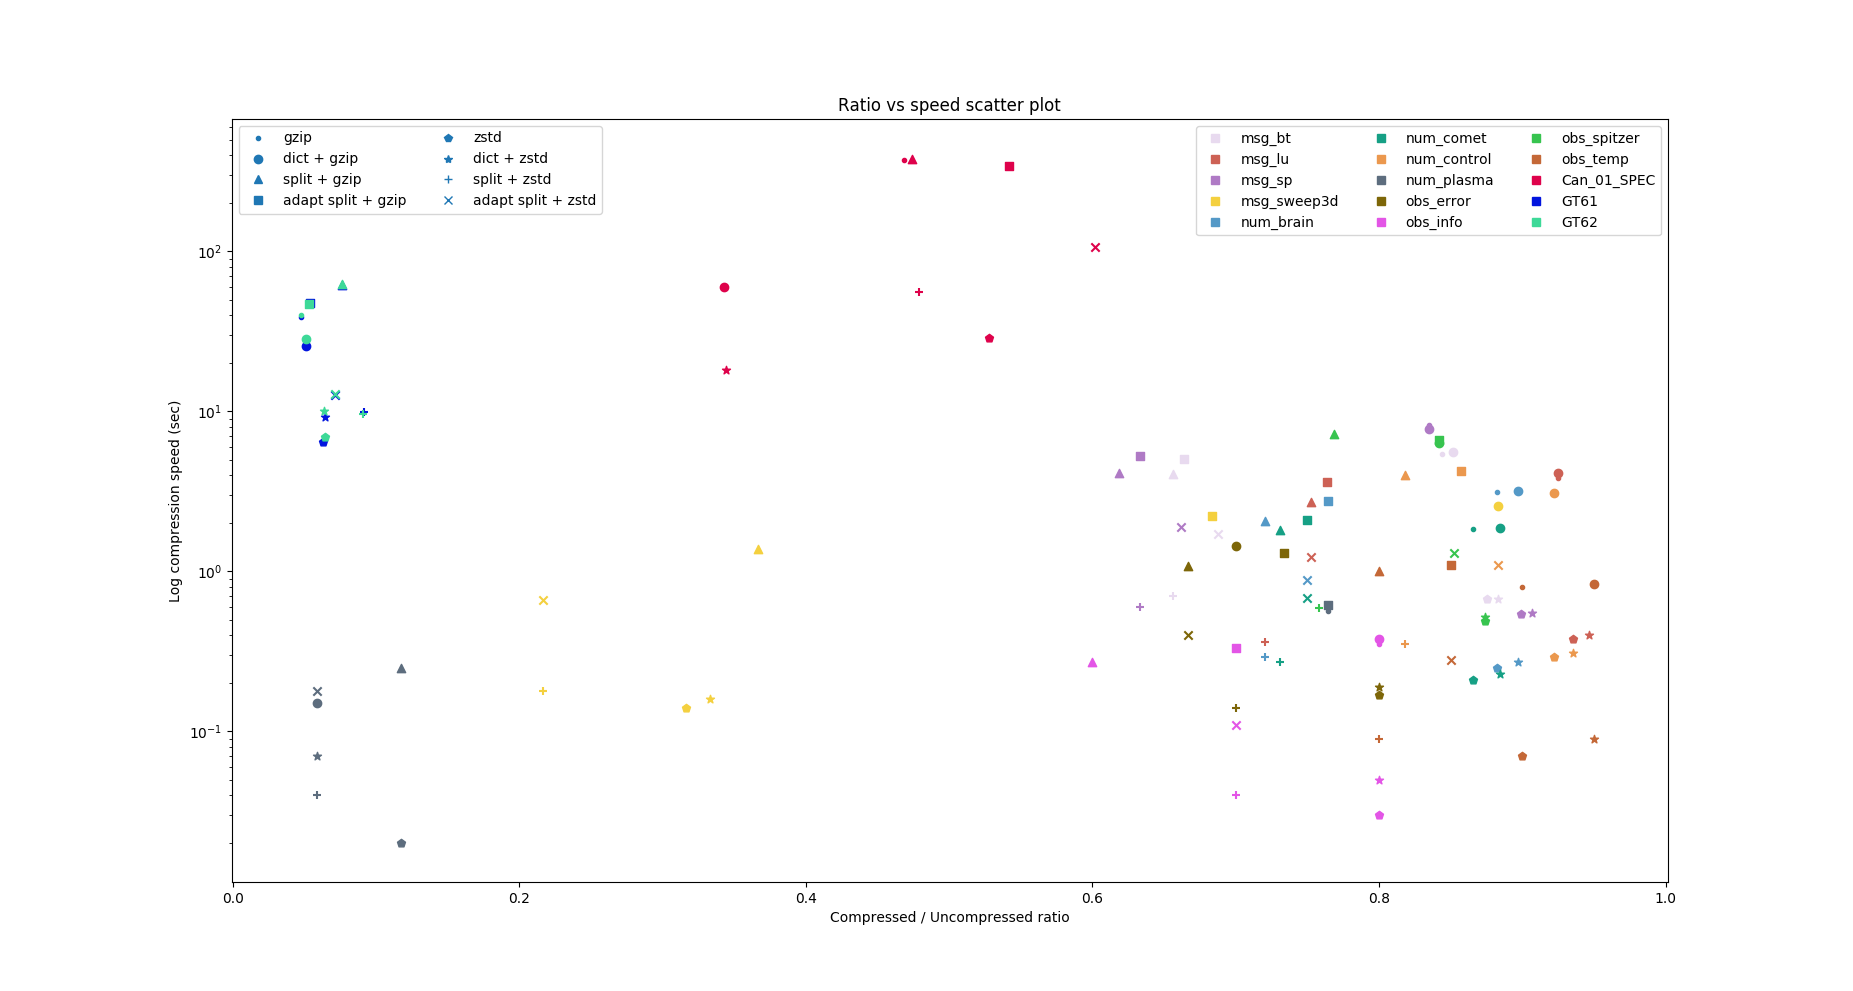 Ratio vs speed scatter plot
gzip
dict + gzip
split + gzip
adapt split + gzip
zstd
dict + zstd
split + zstd
adapt split + zstd
msg_bt
msg_lu
msg_sp
msg_sweep3d
num_brain
num_comet
num_control
num_plasma
obs_error
obs_info
obs_spitzer
obs_temp
Can_01_SPEC
GT61
GT62
Log compression speed (sec)
10²
10¹
10⁰
10⁻¹
0.0
0.2
0.4
0.6
0.8
1.0
Compressed / Uncompressed ratio